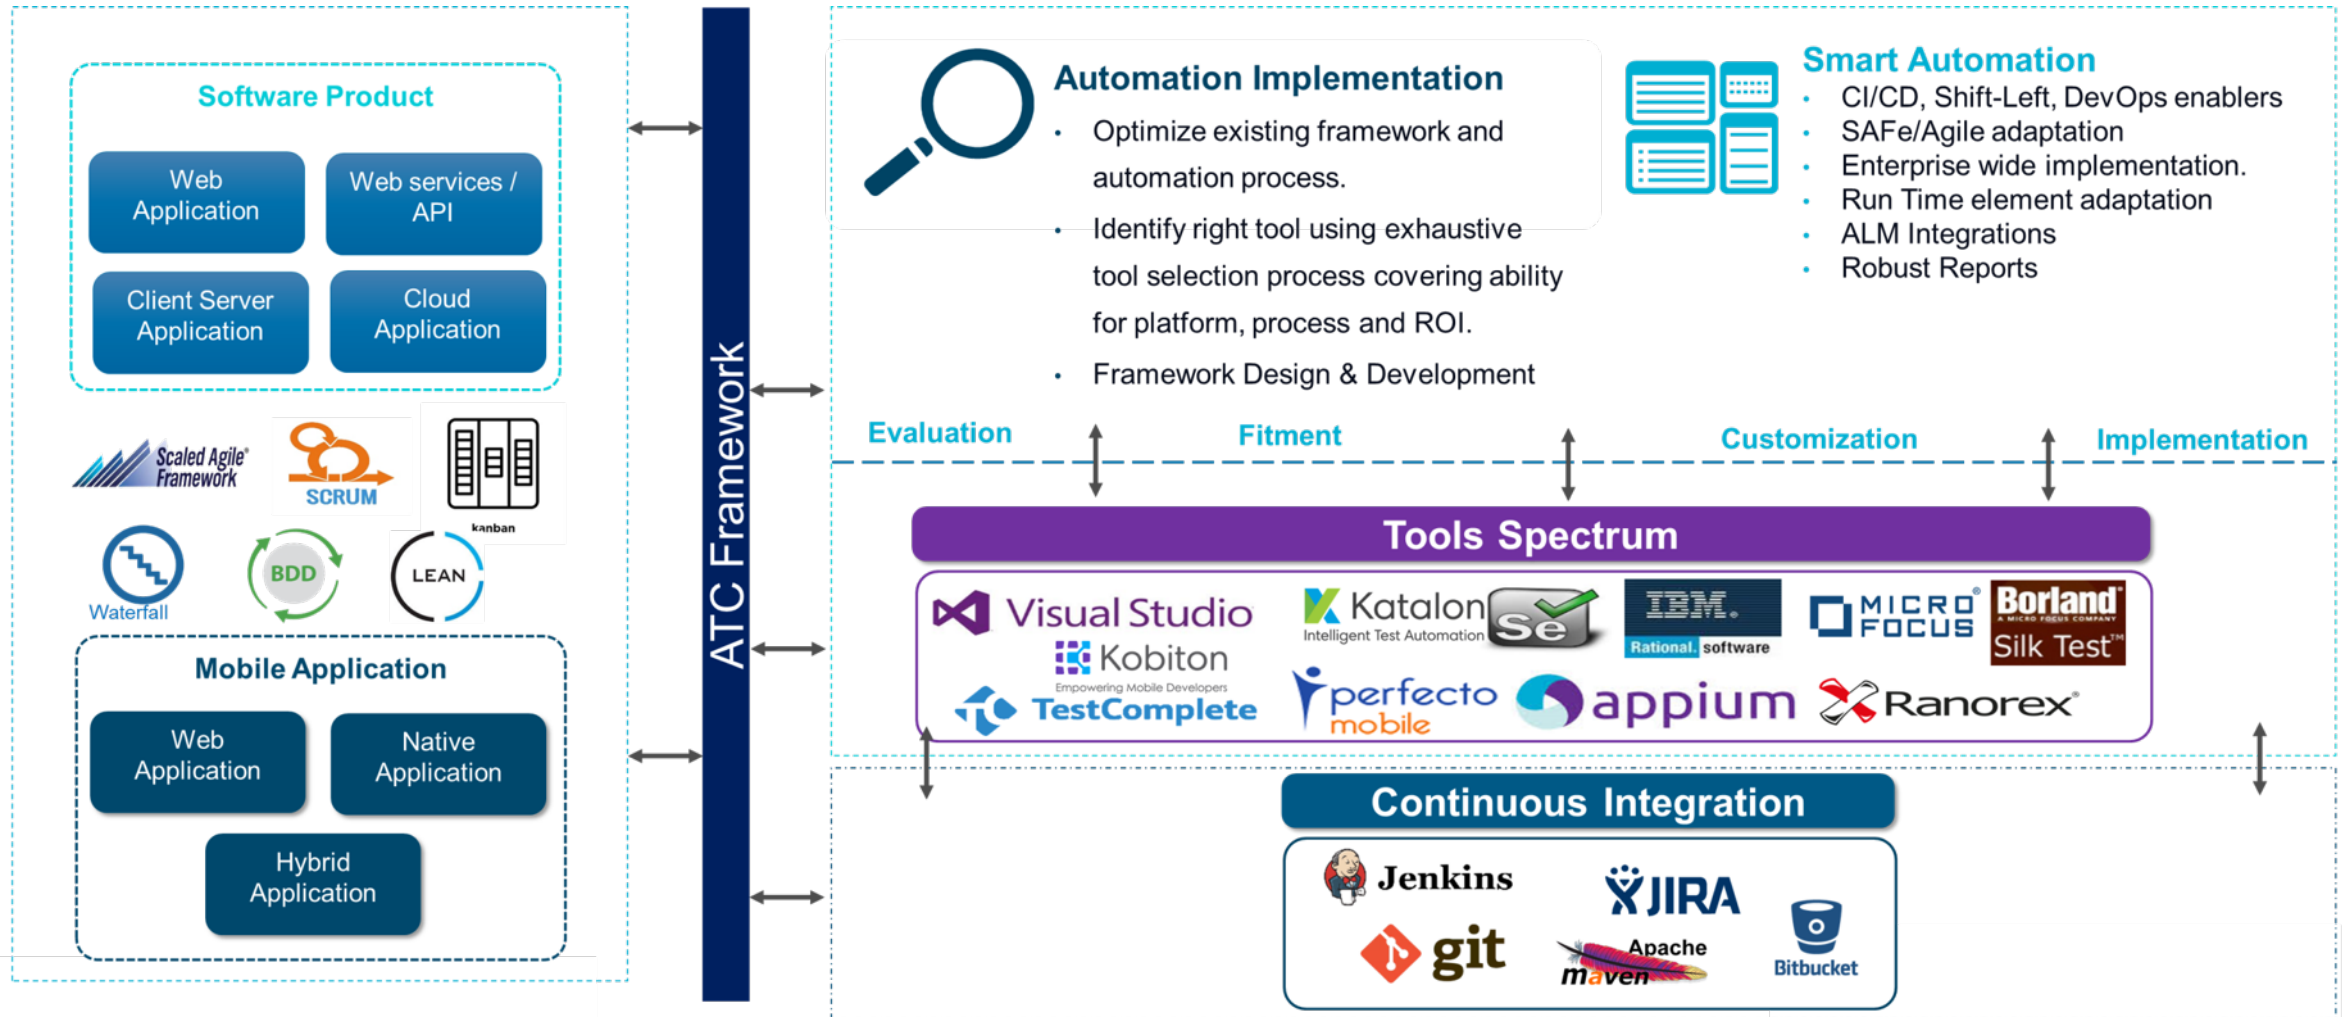 Software Product
Web
Application
Web services /
API
Client Server
Application
Cloud
Application
Scaled Agile®
Framework
SCRUM
kanban
Waterfall
BDD
LEAN
Mobile Application
Web
Application
Native
Application
Hybrid
Application
ATC Framework
Automation Implementation
• Optimize existing framework and
automation process.
• Identify right tool using exhaustive
tool selection process covering ability
for platform, process and ROI.
• Framework Design & Development
Smart Automation
• CI/CD, Shift-Left, DevOps enablers
• SAFe/Agile adaptation
• Enterprise wide implementation.
• Run Time element adaptation
• ALM Integrations
• Robust Reports
Evaluation
Fitment
Customization
Implementation
Tools Spectrum
Visual Studio
Katalon
Intelligent Test Automation
Se
IBM®
Rational. software
MICRO
FOCUS®
Borland®
A MICRO FOCUS COMPANY
Silk Test™
Kobiton
Empowering Mobile Developers
TestComplete
perfecto
mobile
appium
Ranorex®
Continuous Integration
Jenkins
JIRA
git
Apache
maven
Bitbucket